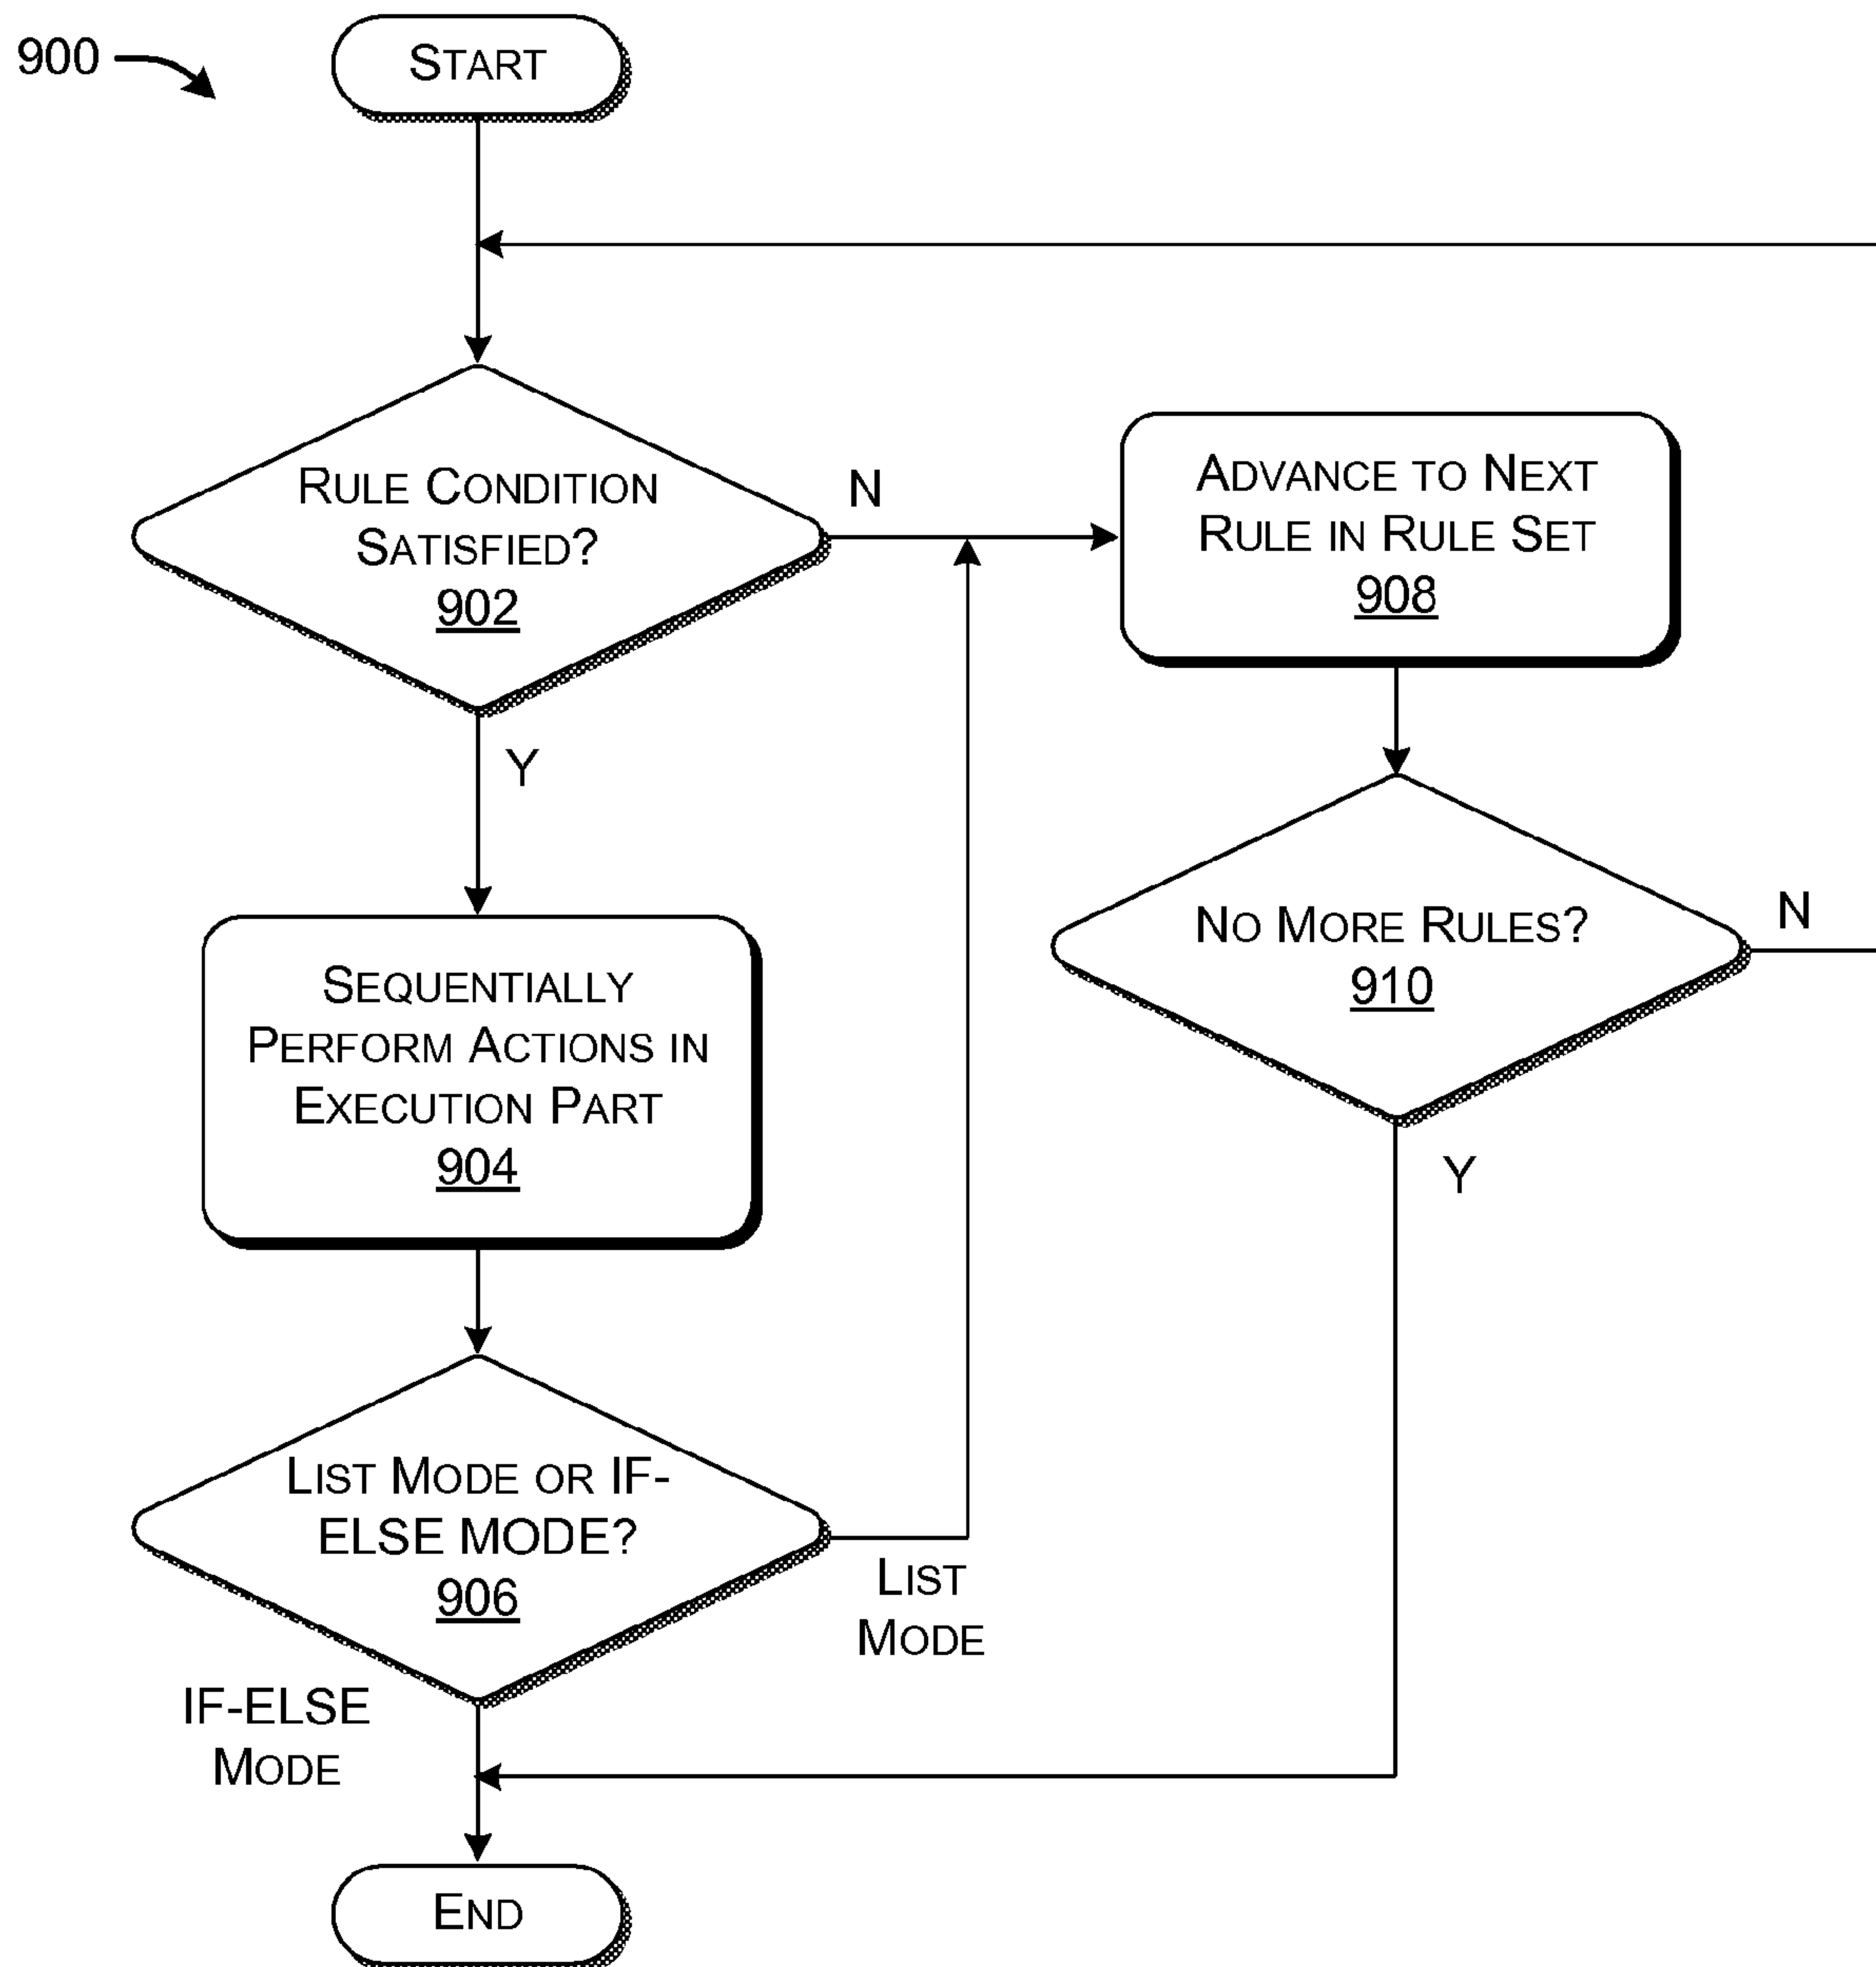 900
START
RULE CONDITION
SATISFIED?
902
N
Y
ADVANCE TO NEXT
RULE IN RULE SET
908
NO MORE RULES?
910
N
Y
SEQUENTIALLY
PERFORM ACTIONS IN
EXECUTION PART
904
LIST MODE OR IF-
ELSE MODE?
906
LIST
MODE
IF-ELSE
MODE
END